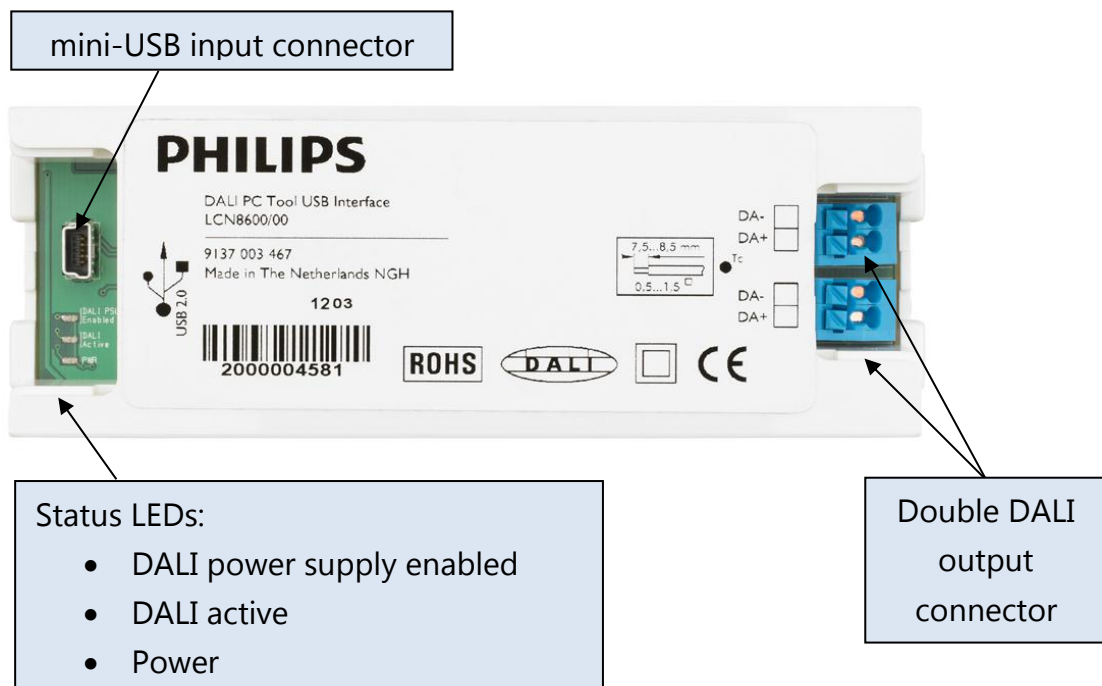 mini-USB input connector
PHILIPS
DALI PC Tool USB Interface
LCN8600/00
9137 003 467
Made in The Netherlands NGH
1203
USB 2.0
2000004581
ROHS
DALI
CE
7,5...8,5 mm
0,5...1,5
Tc
DA-
DA+
DA-
DA+
DALI PSU
Enabled
DALI
Active
PWR
Status LEDs:
• DALI power supply enabled
• DALI active
• Power
Double DALI
output
connector